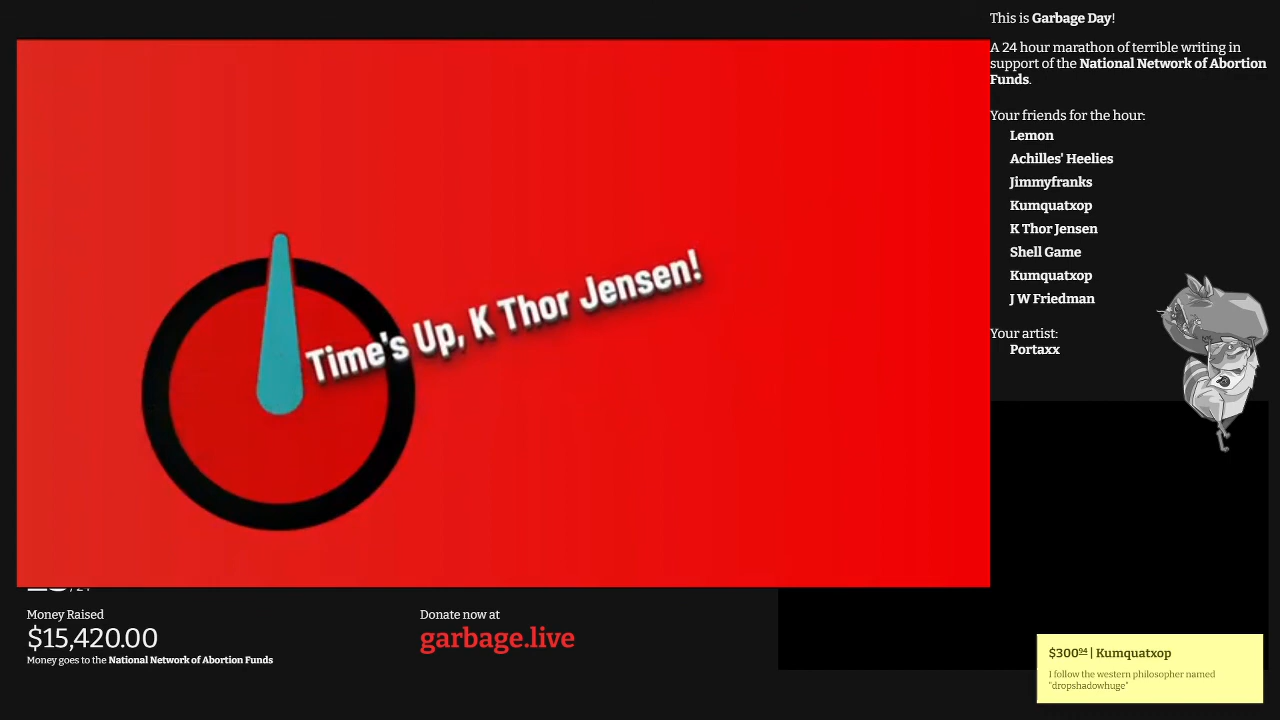 This is Garbage Day!
A 24 hour marathon of terrible writing in
support of the National Network of Abortion
Funds.
Your friends for the hour:
Lemon
Achilles' Heelies
Jimmyfranks
Kumquatxop
K Thor Jensen
Shell Game
Kumquatxop
J W Friedman
Your artist:
Portaxx
Time's Up, K Thor Jensen!
Money Raised
$15,420.00
Money goes to the National Network of Abortion Funds
Donate now at
garbage.live
$300⁹⁴ | Kumquatxop
I follow the western philosopher named
"dropshadowhuge"